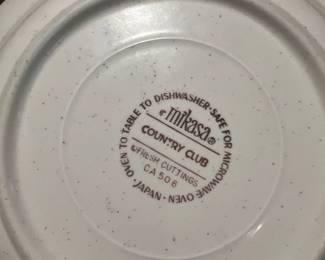 OVEN TO TABLE TO DISHWASHER·SAFE FOR MICROWAVE OVEN·JAPAN·
mikasa®
COUNTRY CLUB
FRESH CUTTINGS
CA 506